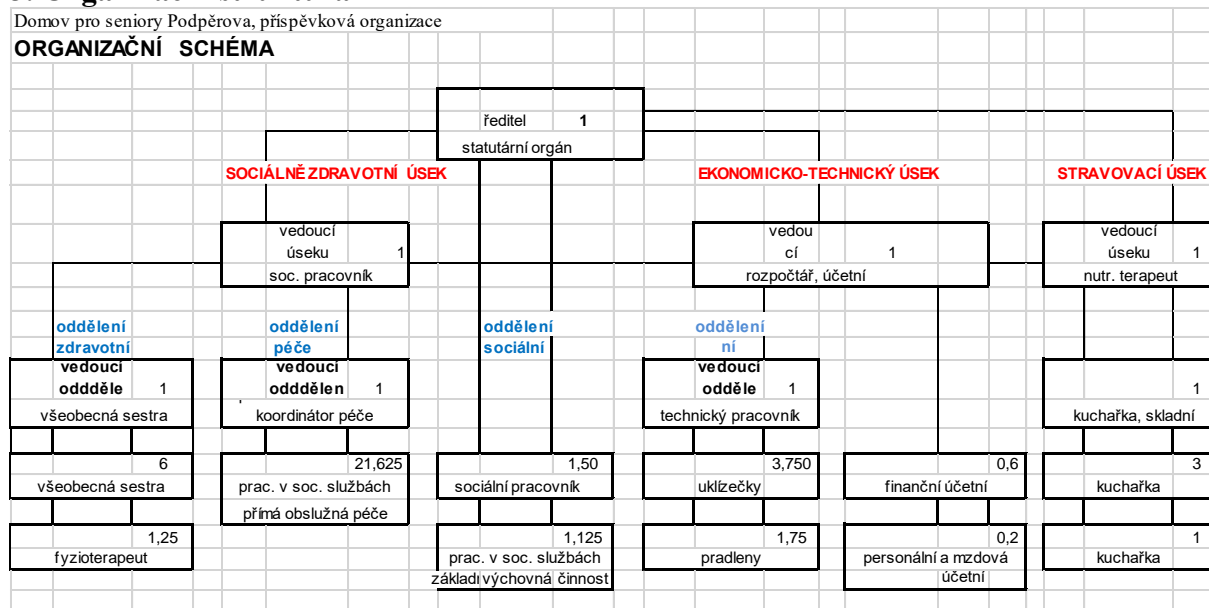 Domov pro seniory Podpěrova, příspěvková organizace
ORGANIZAČNÍ SCHÉMA
ředitel 1
statutární orgán
SOCIÁLNĚ ZDRAVOTNÍ ÚSEK
EKONOMICKO-TECHNICKÝ ÚSEK
STRAVOVACÍ ÚSEK
vedoucí
úseku 1
soc. pracovník
vedou
cí 1
rozpočtář, účetní
vedoucí
úseku 1
nutr. terapeut
oddělení
zdravotní
oddělení
péče
oddělení
sociální
oddělení
ní
vedoucí
oddděle 1
všeobecná sestra
vedoucí
odddělen 1
koordinátor péče
vedoucí
odděle 1
technický pracovník
1
kuchařka, skladní
6
všeobecná sestra
21,625
prac. v soc. službách
přímá obslužná péče
1,50
sociální pracovník
3,750
uklízečky
0,6
finanční účetní
3
kuchařka
1,25
fyzioterapeut
1,125
prac. v soc. službách
základi výchovná činnost
1,75
pradleny
0,2
personální a mzdová
účetní
1
kuchařka